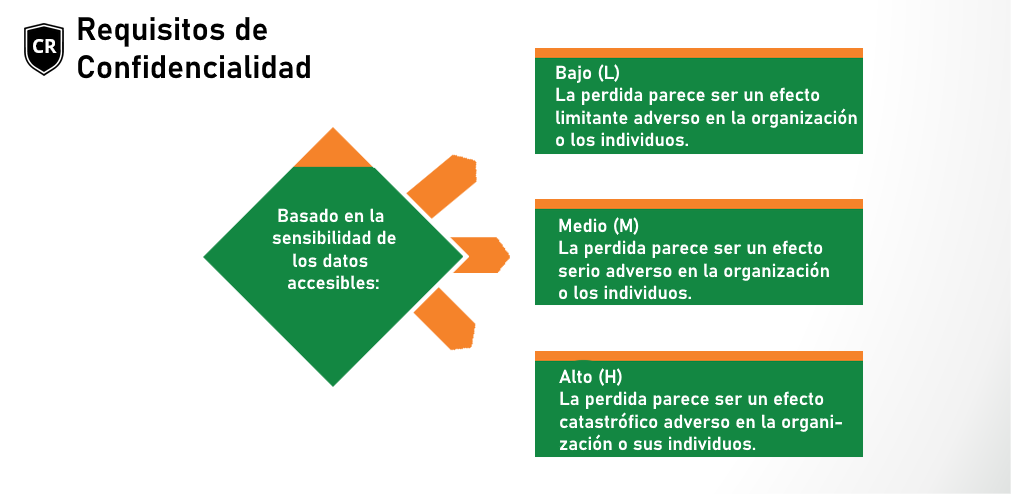 CR
Requisitos de
Confidencialidad
Basado en la
sensibilidad de
los datos
accesibles:
Bajo (L)
La perdida parece ser un efecto
limitante adverso en la organización
o los individuos.
Medio (M)
La perdida parece ser un efecto
serio adverso en la organización
o los individuos.
Alto (H)
La perdida parece ser un efecto
catastrófico adverso en la organi-
zación o sus individuos.